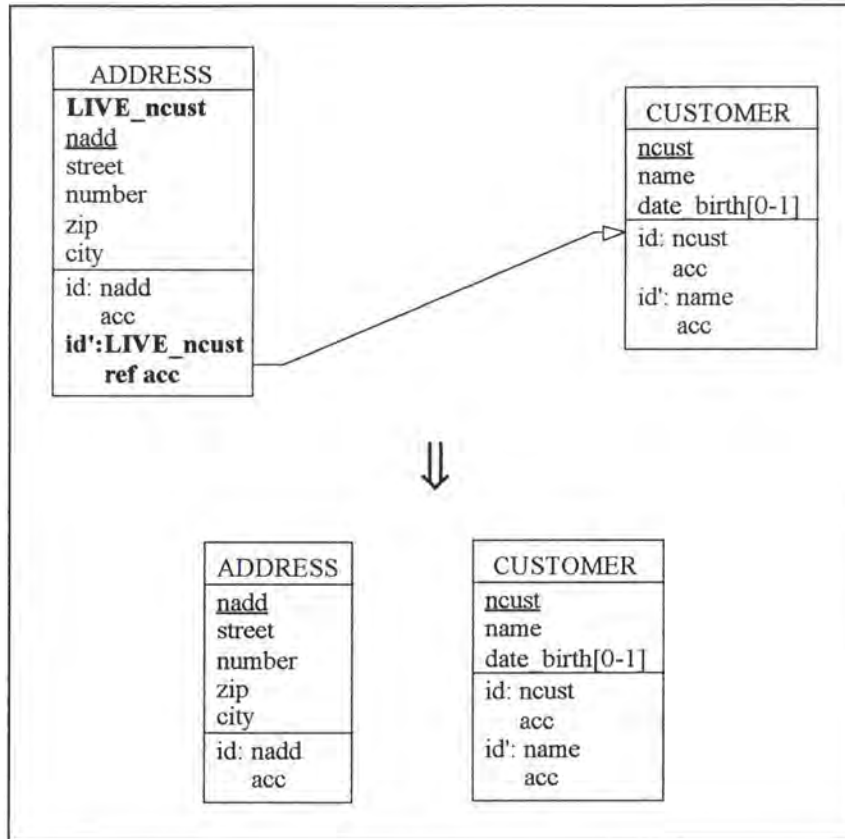 ADDRESS
LIVE_ncust
nadd
street
number
zip
city
id: nadd
acc
id':LIVE_ncust
ref acc
CUSTOMER
ncust
name
date_birth[0-1]
id: ncust
acc
id': name
acc
⇓
ADDRESS
nadd
street
number
zip
city
id: nadd
acc
CUSTOMER
ncust
name
date_birth[0-1]
id: ncust
acc
id': name
acc